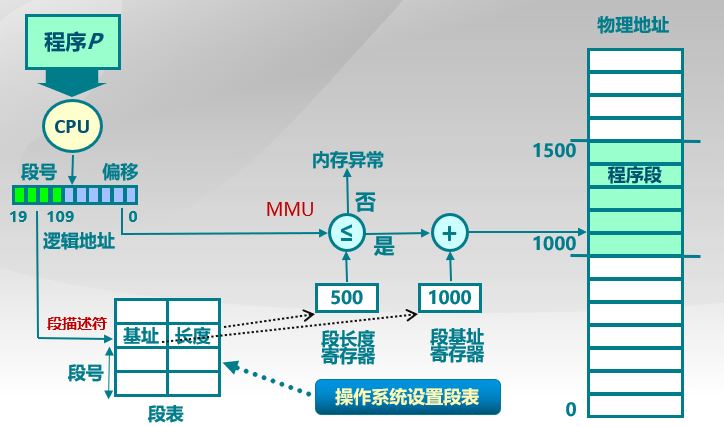 程序P
CPU
段号
偏移
19
10
9
0
逻辑地址
MMU
内存异常
否
≤
是
+
500
1000
段长度
寄存器
段基址
寄存器
段描述符
基址
长度
段号
段表
操作系统设置段表
物理地址
1500
程序段
1000
0